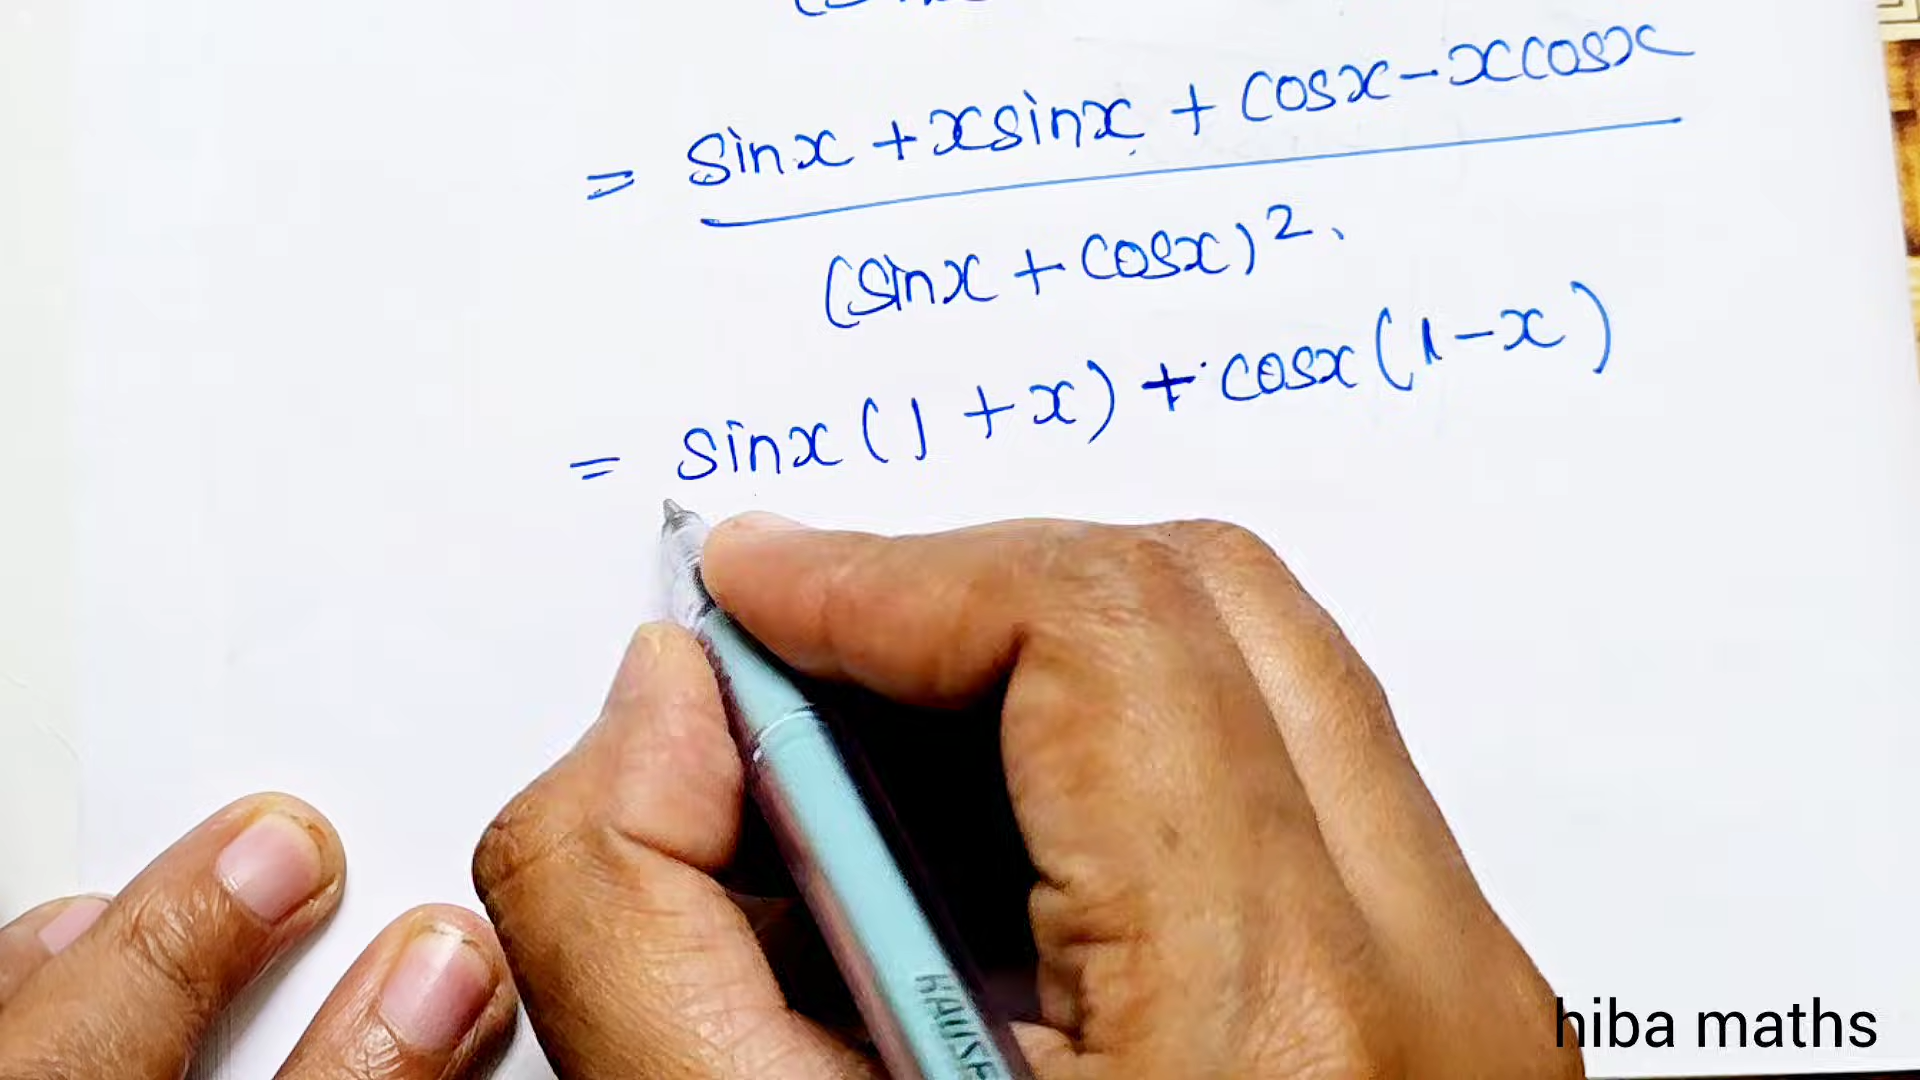 = sinx + xsinx + cosx - xcosx
(sinx + cosx)²
= sinx (1 + x) + cosx (1 - x)
hiba maths